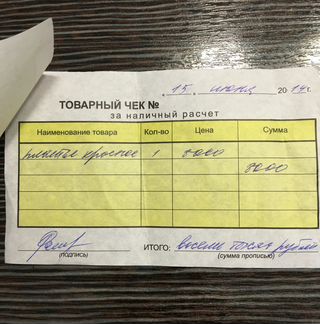 15 июня 2014г.
ТОВАРНЫЙ ЧЕК №
за наличный расчет
Наименование товара Кол-во Цена Сумма
платье красное 1 8000
8000
ИТОГО: восемь тысяч рублей
(подпись) (сумма прописью)